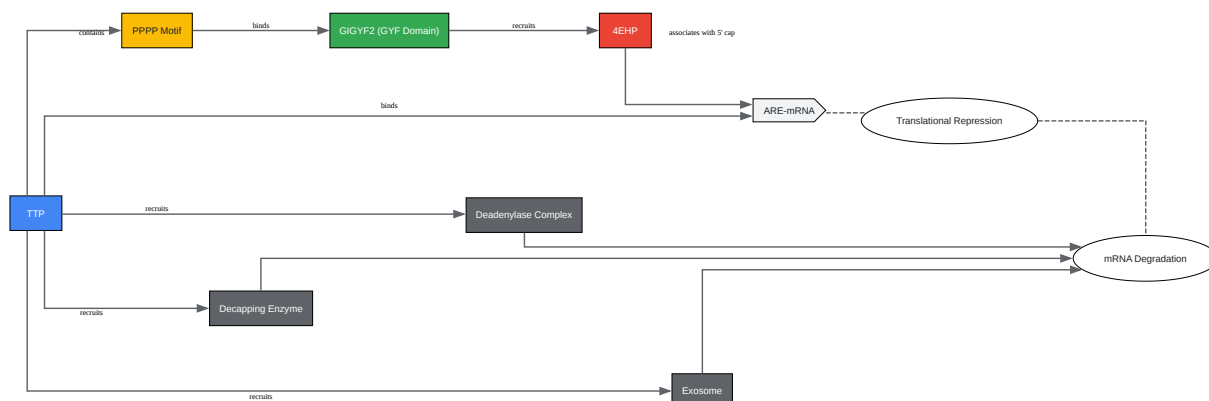 contains
PPPP Motif
binds
GIGYF2 (GYF Domain)
recruits
4EHP
associates with 5' cap
binds
ARE-mRNA
Translational Repression
TTP
recruits
Deadenylase Complex
mRNA Degradation
recruits
Decapping Enzyme
recruits
Exosome